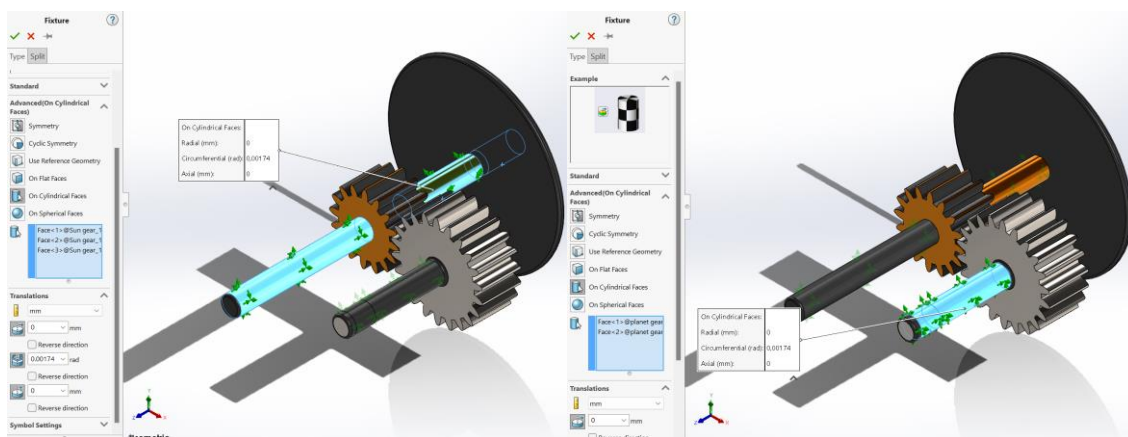 Fixture
Type Split
Standard
Advanced(On Cylindrical
Faces)
Symmetry
Cyclic Symmetry
Use Reference Geometry
On Flat Faces
On Cylindrical Faces
On Spherical Faces
Face<1>@Sun gear_1
Face<2>@Sun gear_1
Face<3>@Sun gear_1
Translations
mm
0 mm
Reverse direction
0.00174 rad
Reverse direction
0 mm
Reverse direction
Symbol Settings
On Cylindrical Faces:
Radial (mm): 0
Circumferential (rad): 0,00174
Axial (mm): 0
Fixture
Type Split
Example
Standard
Advanced(On Cylindrical
Faces)
Symmetry
Cyclic Symmetry
Use Reference Geometry
On Flat Faces
On Cylindrical Faces
On Spherical Faces
Face<1>@planet gear
Face<2>@planet gear
Translations
mm
0 mm
On Cylindrical Faces:
Radial (mm): 0
Circumferential (rad): 0,00174
Axial (mm): 0